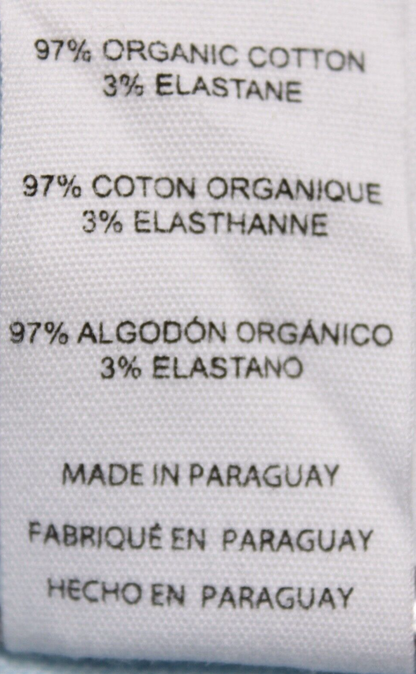 97% ORGANIC COTTON
3% ELASTANE
97% COTON ORGANIQUE
3% ELASTHANNE
97% ALGODÓN ORGÁNICO
3% ELASTANO
MADE IN PARAGUAY
FABRIQUÉ EN PARAGUAY
HECHO EN PARAGUAY